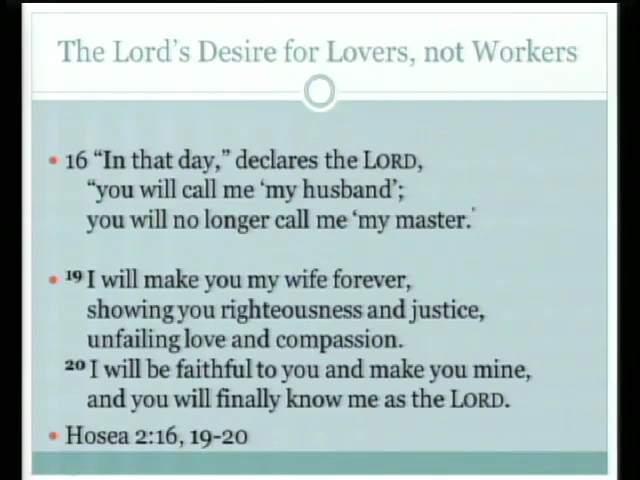 The Lord's Desire for Lovers, not Workers
16 “In that day,” declares the LORD,
“you will call me ‘my husband’;
you will no longer call me ‘my master.’
19 I will make you my wife forever,
showing you righteousness and justice,
unfailing love and compassion.
20 I will be faithful to you and make you mine,
and you will finally know me as the LORD.
Hosea 2:16, 19-20